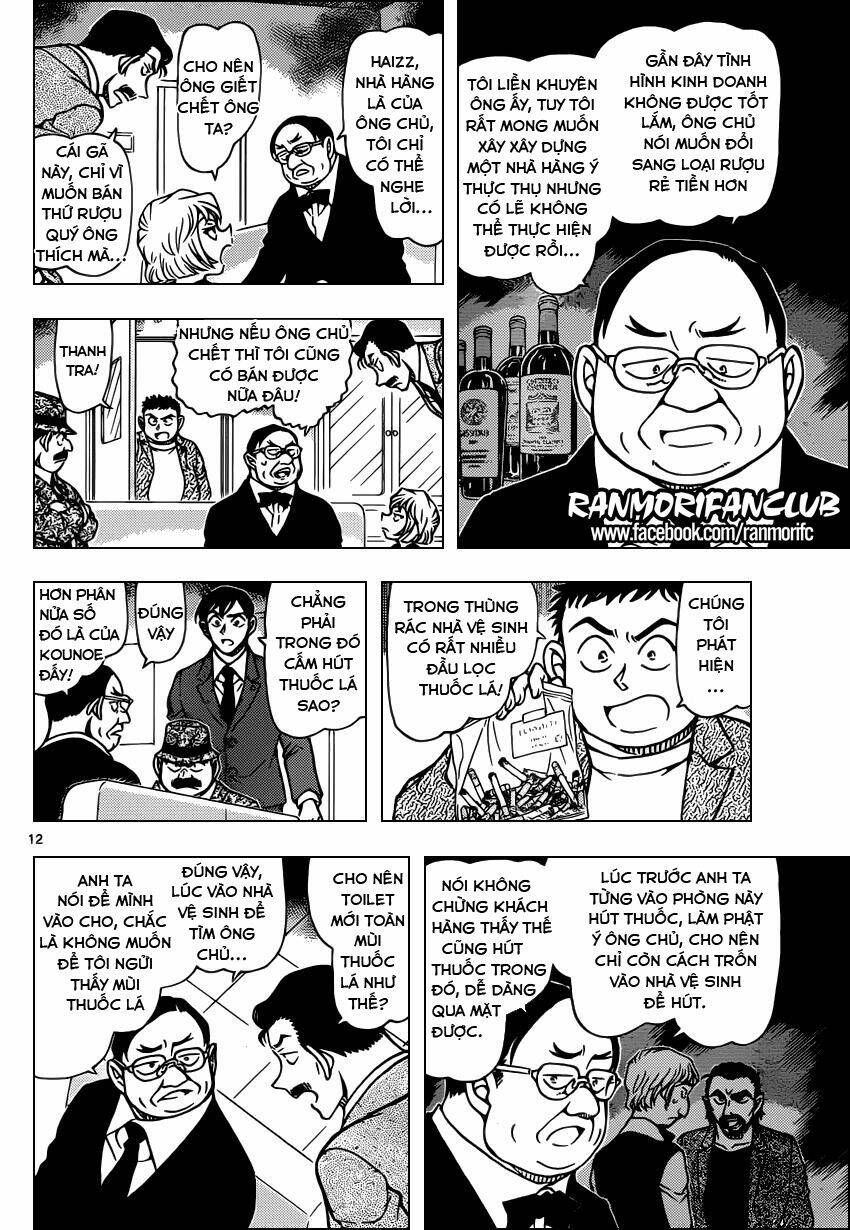 GẦN ĐÂY TÌNH
HÌNH KINH DOANH
KHÔNG ĐƯỢC TỐT
LẮM, ÔNG CHỦ
NÓI MUỐN ĐỔI
SANG LOẠI RƯỢU
RẺ TIỀN HƠN
TÔI LIỀN KHUYÊN
ÔNG ẤY, TUY TÔI
RẤT MONG MUỐN
XÂY XÂY DỰNG
MỘT NHÀ HÀNG Ý
THỰC THỤ NHƯNG
CÓ LẼ KHÔNG
THỂ THỰC HIỆN
ĐƯỢC RỒI...
RANMORIFANCLUB
www.facebook.com/ranmorifc
HAIZZ,
NHÀ HÀNG
LÀ CỦA
ÔNG CHỦ,
TÔI CHỈ
CÓ THỂ
NGHE
LỜI...
CHO NÊN
ÔNG GIẾT
CHẾT ÔNG
TA?
CÁI GÃ
NÀY, CHỈ VÌ
MUỐN BÁN
THỨ RƯỢU
QUÝ ÔNG
THÍCH MÀ...
NHƯNG NẾU ÔNG CHỦ
CHẾT THÌ TÔI CŨNG
CÓ BÁN ĐƯỢC
NỮA ĐÂU!
THANH
TRA!
CHÚNG
TÔI
PHÁT
HIỆN
...
TRONG THÙNG
RÁC NHÀ VỆ SINH
CÓ RẤT NHIỀU
ĐẦU LỌC
THUỐC LÁ!
CHẲNG
PHẢI
TRONG ĐÓ
CẤM HÚT
THUỐC LÁ
SAO?
ĐÚNG
VẬY
HƠN PHÂN
NỬA SỐ
ĐÓ LÀ CỦA
KOUNOE
ĐẤY!
12
LÚC TRƯỚC ANH TA
TỪNG VÀO PHÒNG NÀY
HÚT THUỐC, LÀM PHẬT
Ý ÔNG CHỦ, CHO NÊN
CHỈ CÒN CÁCH TRỐN
VÀO NHÀ VỆ SINH
ĐỂ HÚT.
NÓI KHÔNG
CHỪNG KHÁCH
HÀNG THẤY THẾ
CŨNG HÚT
THUỐC TRONG
ĐÓ, DỄ DÀNG
QUA MẶT
ĐƯỢC.
CHO NÊN
TOILET
MỚI TOÀN
MÙI
THUỐC
LÁ NHƯ
THẾ?
ĐÚNG VẬY,
LÚC VÀO NHÀ
VỆ SINH ĐỂ
TÌM ÔNG
CHỦ...
ANH TA
NÓI ĐỂ MÌNH
VÀO CHO, CHẮC
LÀ KHÔNG MUỐN
ĐỂ TÔI NGỬI
THẤY MÙI
THUỐC LÁ